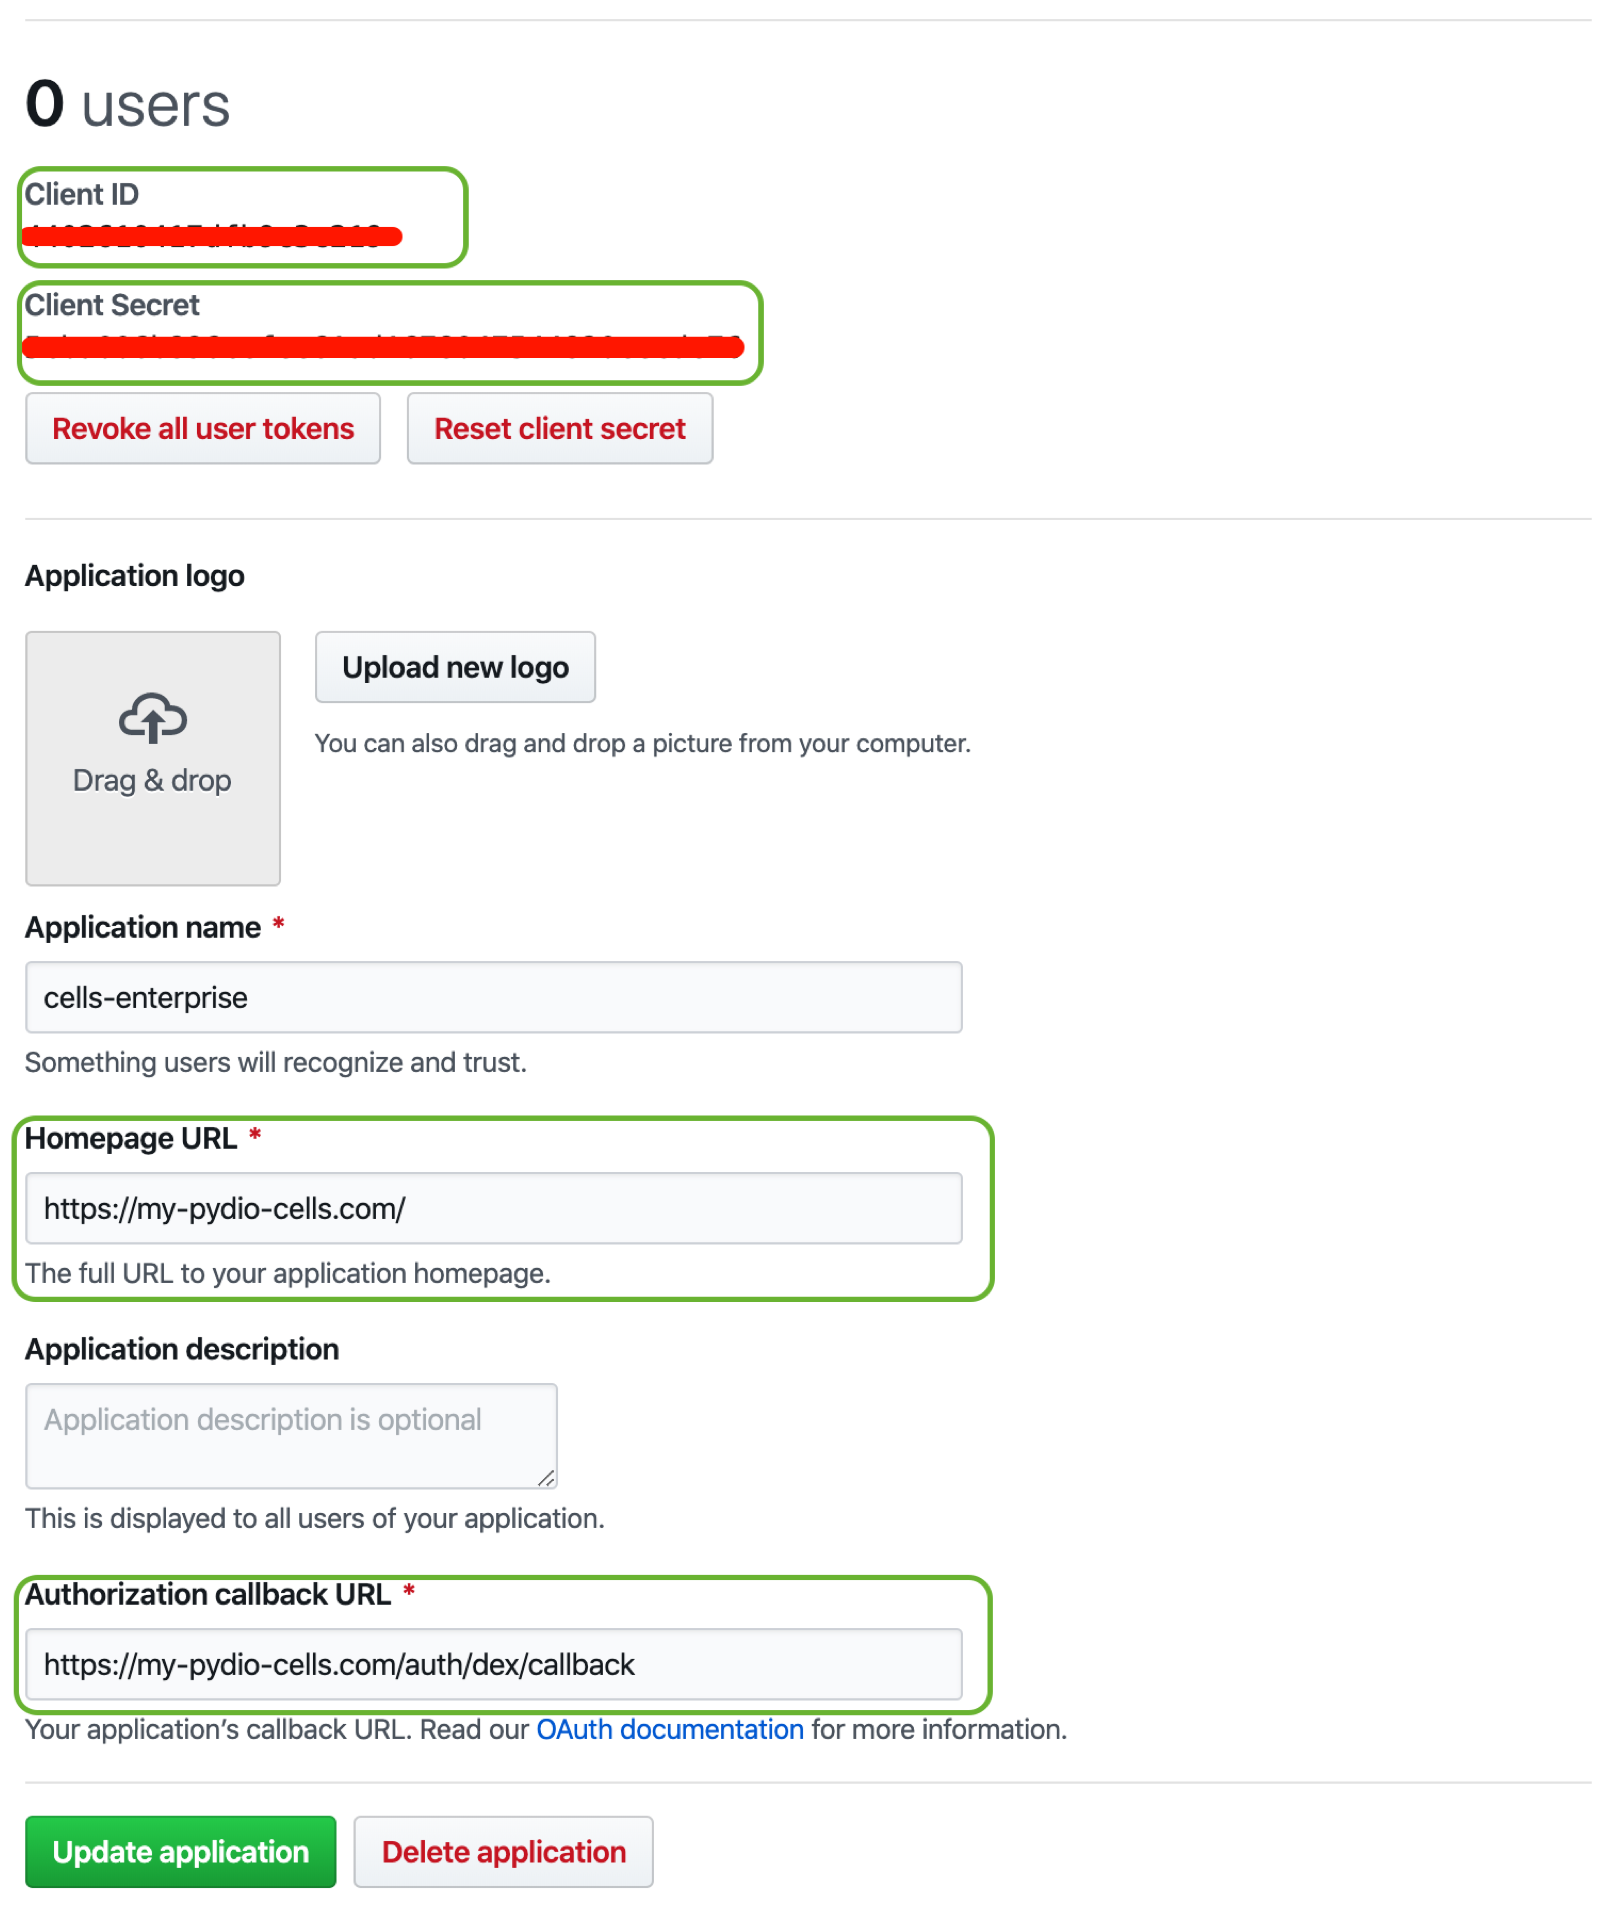 0 users
Client ID
Client Secret
Revoke all user tokens
Reset client secret
Application logo
Upload new logo
You can also drag and drop a picture from your computer.
Drag & drop
Application name *
cells-enterprise
Something users will recognize and trust.
Homepage URL *
https://my-pydio-cells.com/
The full URL to your application homepage.
Application description
Application description is optional
This is displayed to all users of your application.
Authorization callback URL *
https://my-pydio-cells.com/auth/dex/callback
Your application's callback URL. Read our OAuth documentation for more information.
Update application
Delete application